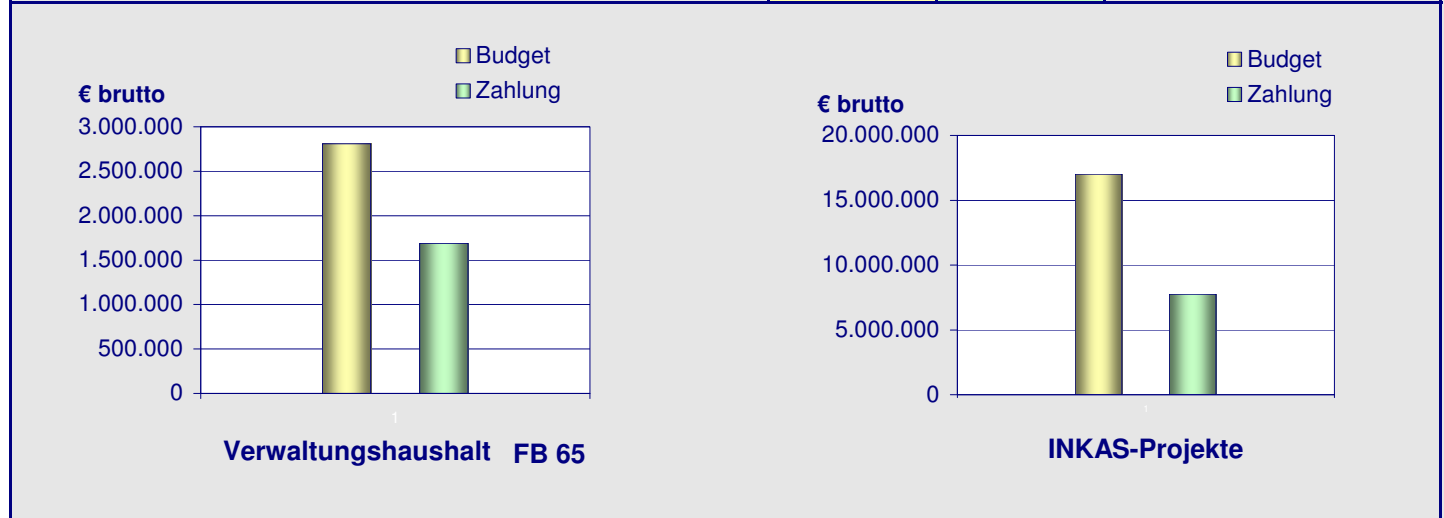 Budget
Zahlung
€ brutto
3.000.000
2.500.000
2.000.000
1.500.000
1.000.000
500.000
0
1
Verwaltungshaushalt FB 65
Budget
Zahlung
€ brutto
20.000.000
15.000.000
10.000.000
5.000.000
0
1
INKAS-Projekte